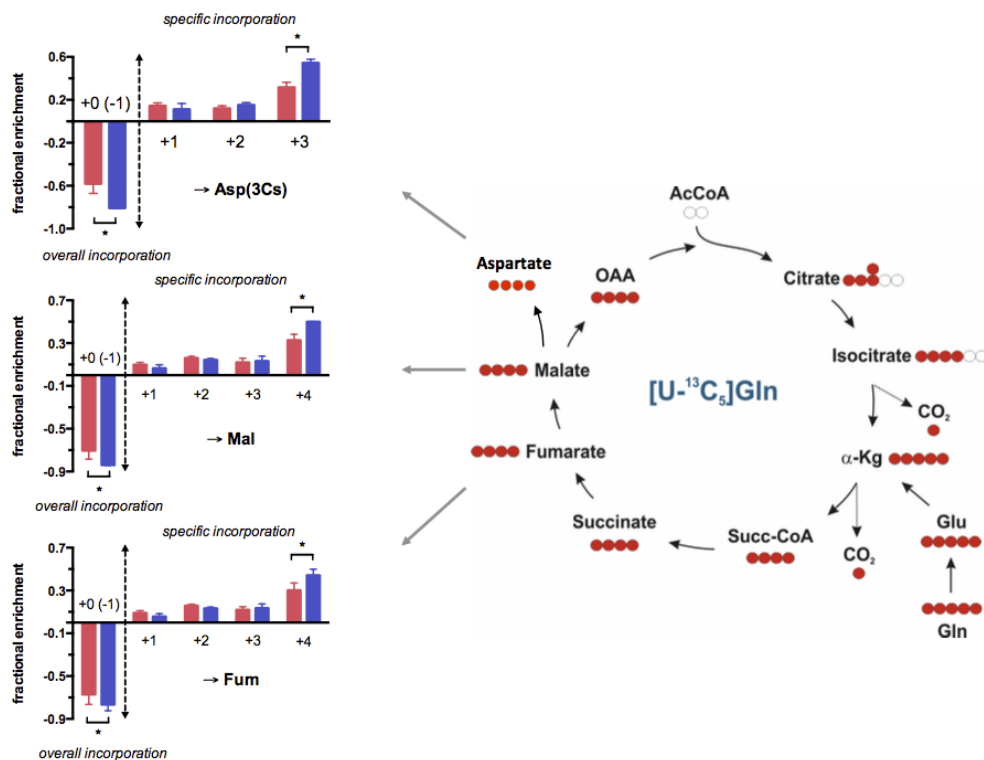 specific incorporation
*
0.6
0.2
-0.2
-0.6
-1.0
fractional enrichment
+0 (-1)
+1
+2
+3
→ Asp(3Cs)
*
overall incorporation
specific incorporation
*
0.7
0.3
-0.1
-0.5
-0.9
fractional enrichment
+0 (-1)
+1
+2
+3
+4
→ Mal
*
overall incorporation
specific incorporation
*
0.7
0.3
-0.1
-0.5
-0.9
fractional enrichment
+0 (-1)
+1
+2
+3
+4
→ Fum
*
overall incorporation
AcCoA
Aspartate
OAA
Citrate
Malate
Isocitrate
[U-¹³C₅]Gln
CO₂
Fumarate
α-Kg
Succinate
Succ-CoA
CO₂
Glu
Gln